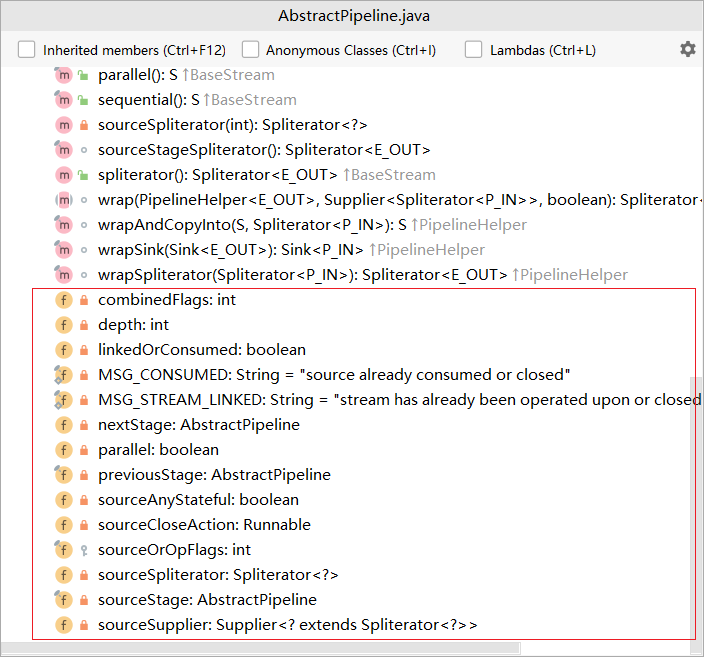 AbstractPipeline.java
Inherited members (Ctrl+F12) Anonymous Classes (Ctrl+I) Lambdas (Ctrl+L)
m parallel(): S ↑BaseStream
m sequential(): S ↑BaseStream
m sourceSpliterator(int): Spliterator<?>
m sourceStageSpliterator(): Spliterator<E_OUT>
m spliterator(): Spliterator<E_OUT> ↑BaseStream
m wrap(PipelineHelper<E_OUT>, Supplier<Spliterator<P_IN>>, boolean): Spliterator<
m wrapAndCopyInto(S, Spliterator<P_IN>): S ↑PipelineHelper
m wrapSink(Sink<E_OUT>): Sink<P_IN> ↑PipelineHelper
m wrapSpliterator(Spliterator<P_IN>): Spliterator<E_OUT> ↑PipelineHelper
f combinedFlags: int
f depth: int
f linkedOrConsumed: boolean
f MSG_CONSUMED: String = "source already consumed or closed"
f MSG_STREAM_LINKED: String = "stream has already been operated upon or closed
f nextStage: AbstractPipeline
f parallel: boolean
f previousStage: AbstractPipeline
f sourceAnyStateful: boolean
f sourceCloseAction: Runnable
f sourceOrOpFlags: int
f sourceSpliterator: Spliterator<?>
f sourceStage: AbstractPipeline
f sourceSupplier: Supplier<? extends Spliterator<?>>